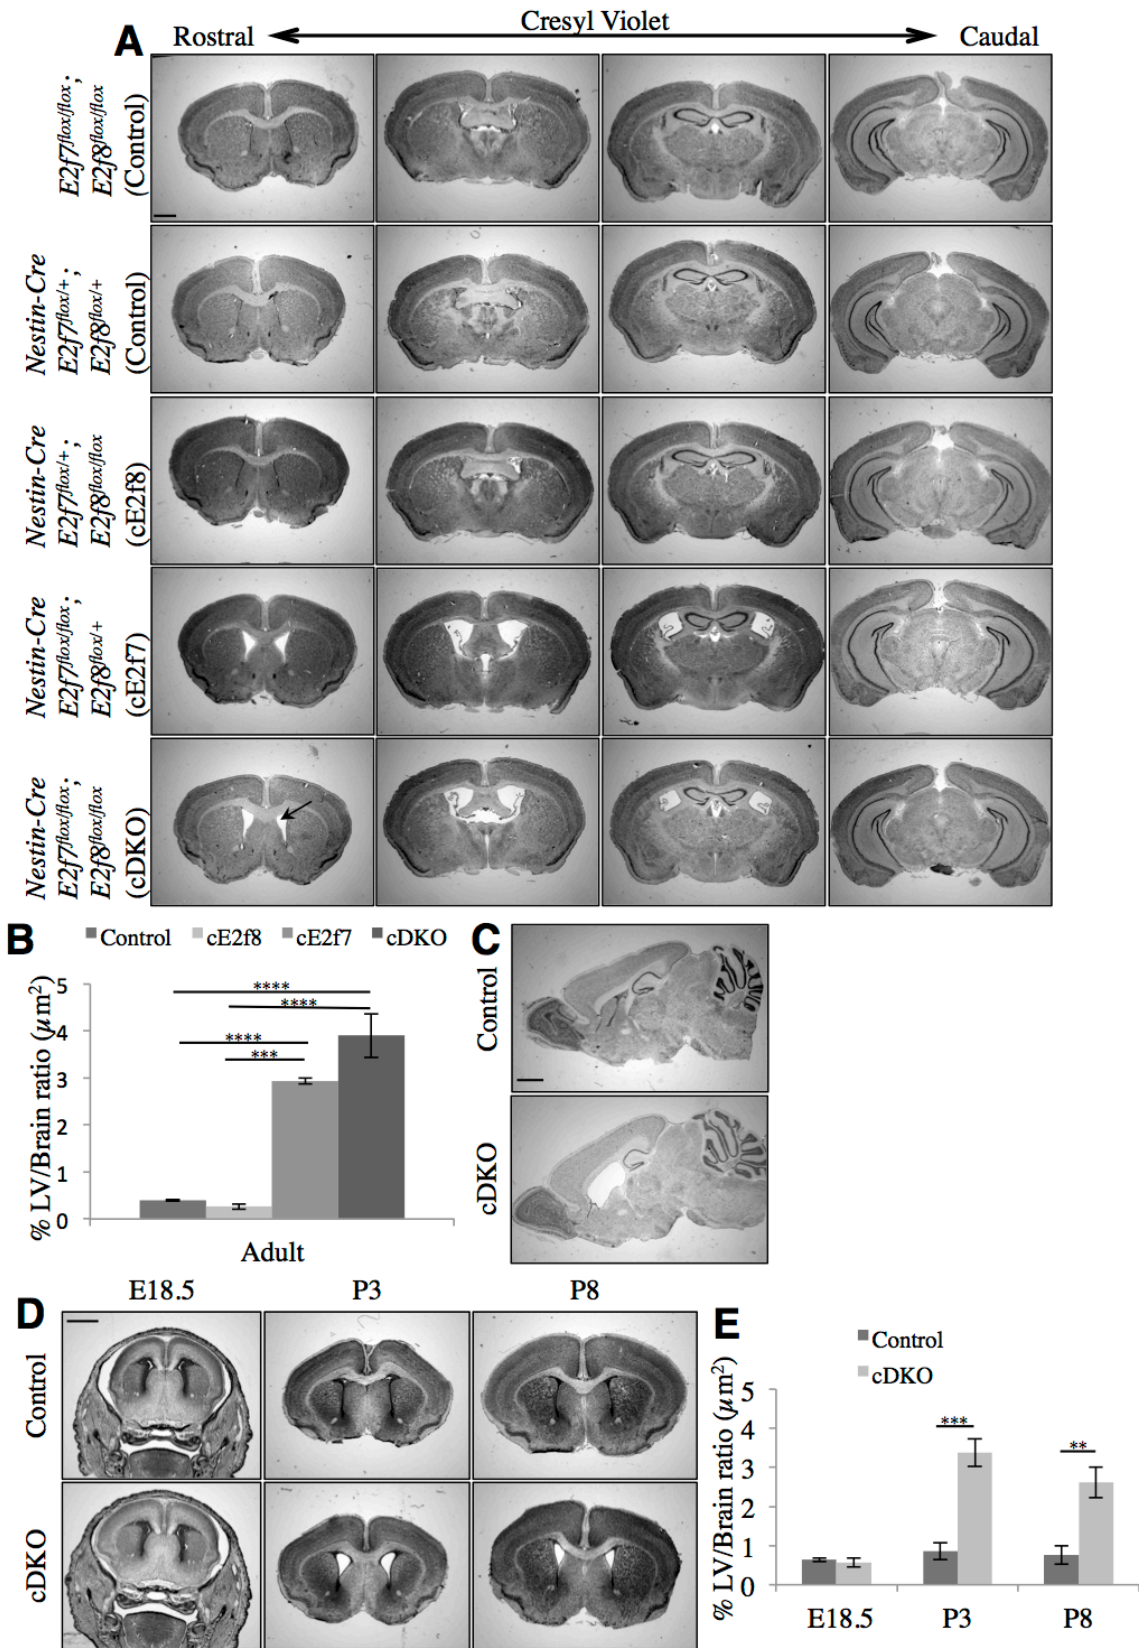 A
Rostral
Cresyl Violet
Caudal
E2f7flox/flox;
E2f8flox/flox
(Control)
Nestin-Cre
E2f7flox/+;
E2f8flox/+
(Control)
Nestin-Cre
E2f7flox/+;
E2f8flox/flox
(cE2f8)
Nestin-Cre
E2f7flox/flox;
E2f8flox/+
(cE2f7)
Nestin-Cre
E2f7flox/flox;
E2f8flox/flox
(cDKO)
B
Control cE2f8 cE2f7 cDKO
% LV/Brain ratio (µm²)
5
4
3
2
1
0
****
****
****
***
Adult
C
Control
cDKO
D
E18.5 P3 P8
Control
cDKO
E
Control
cDKO
% LV/Brain ratio (µm²)
5
4
3
2
1
0
***
**
E18.5 P3 P8